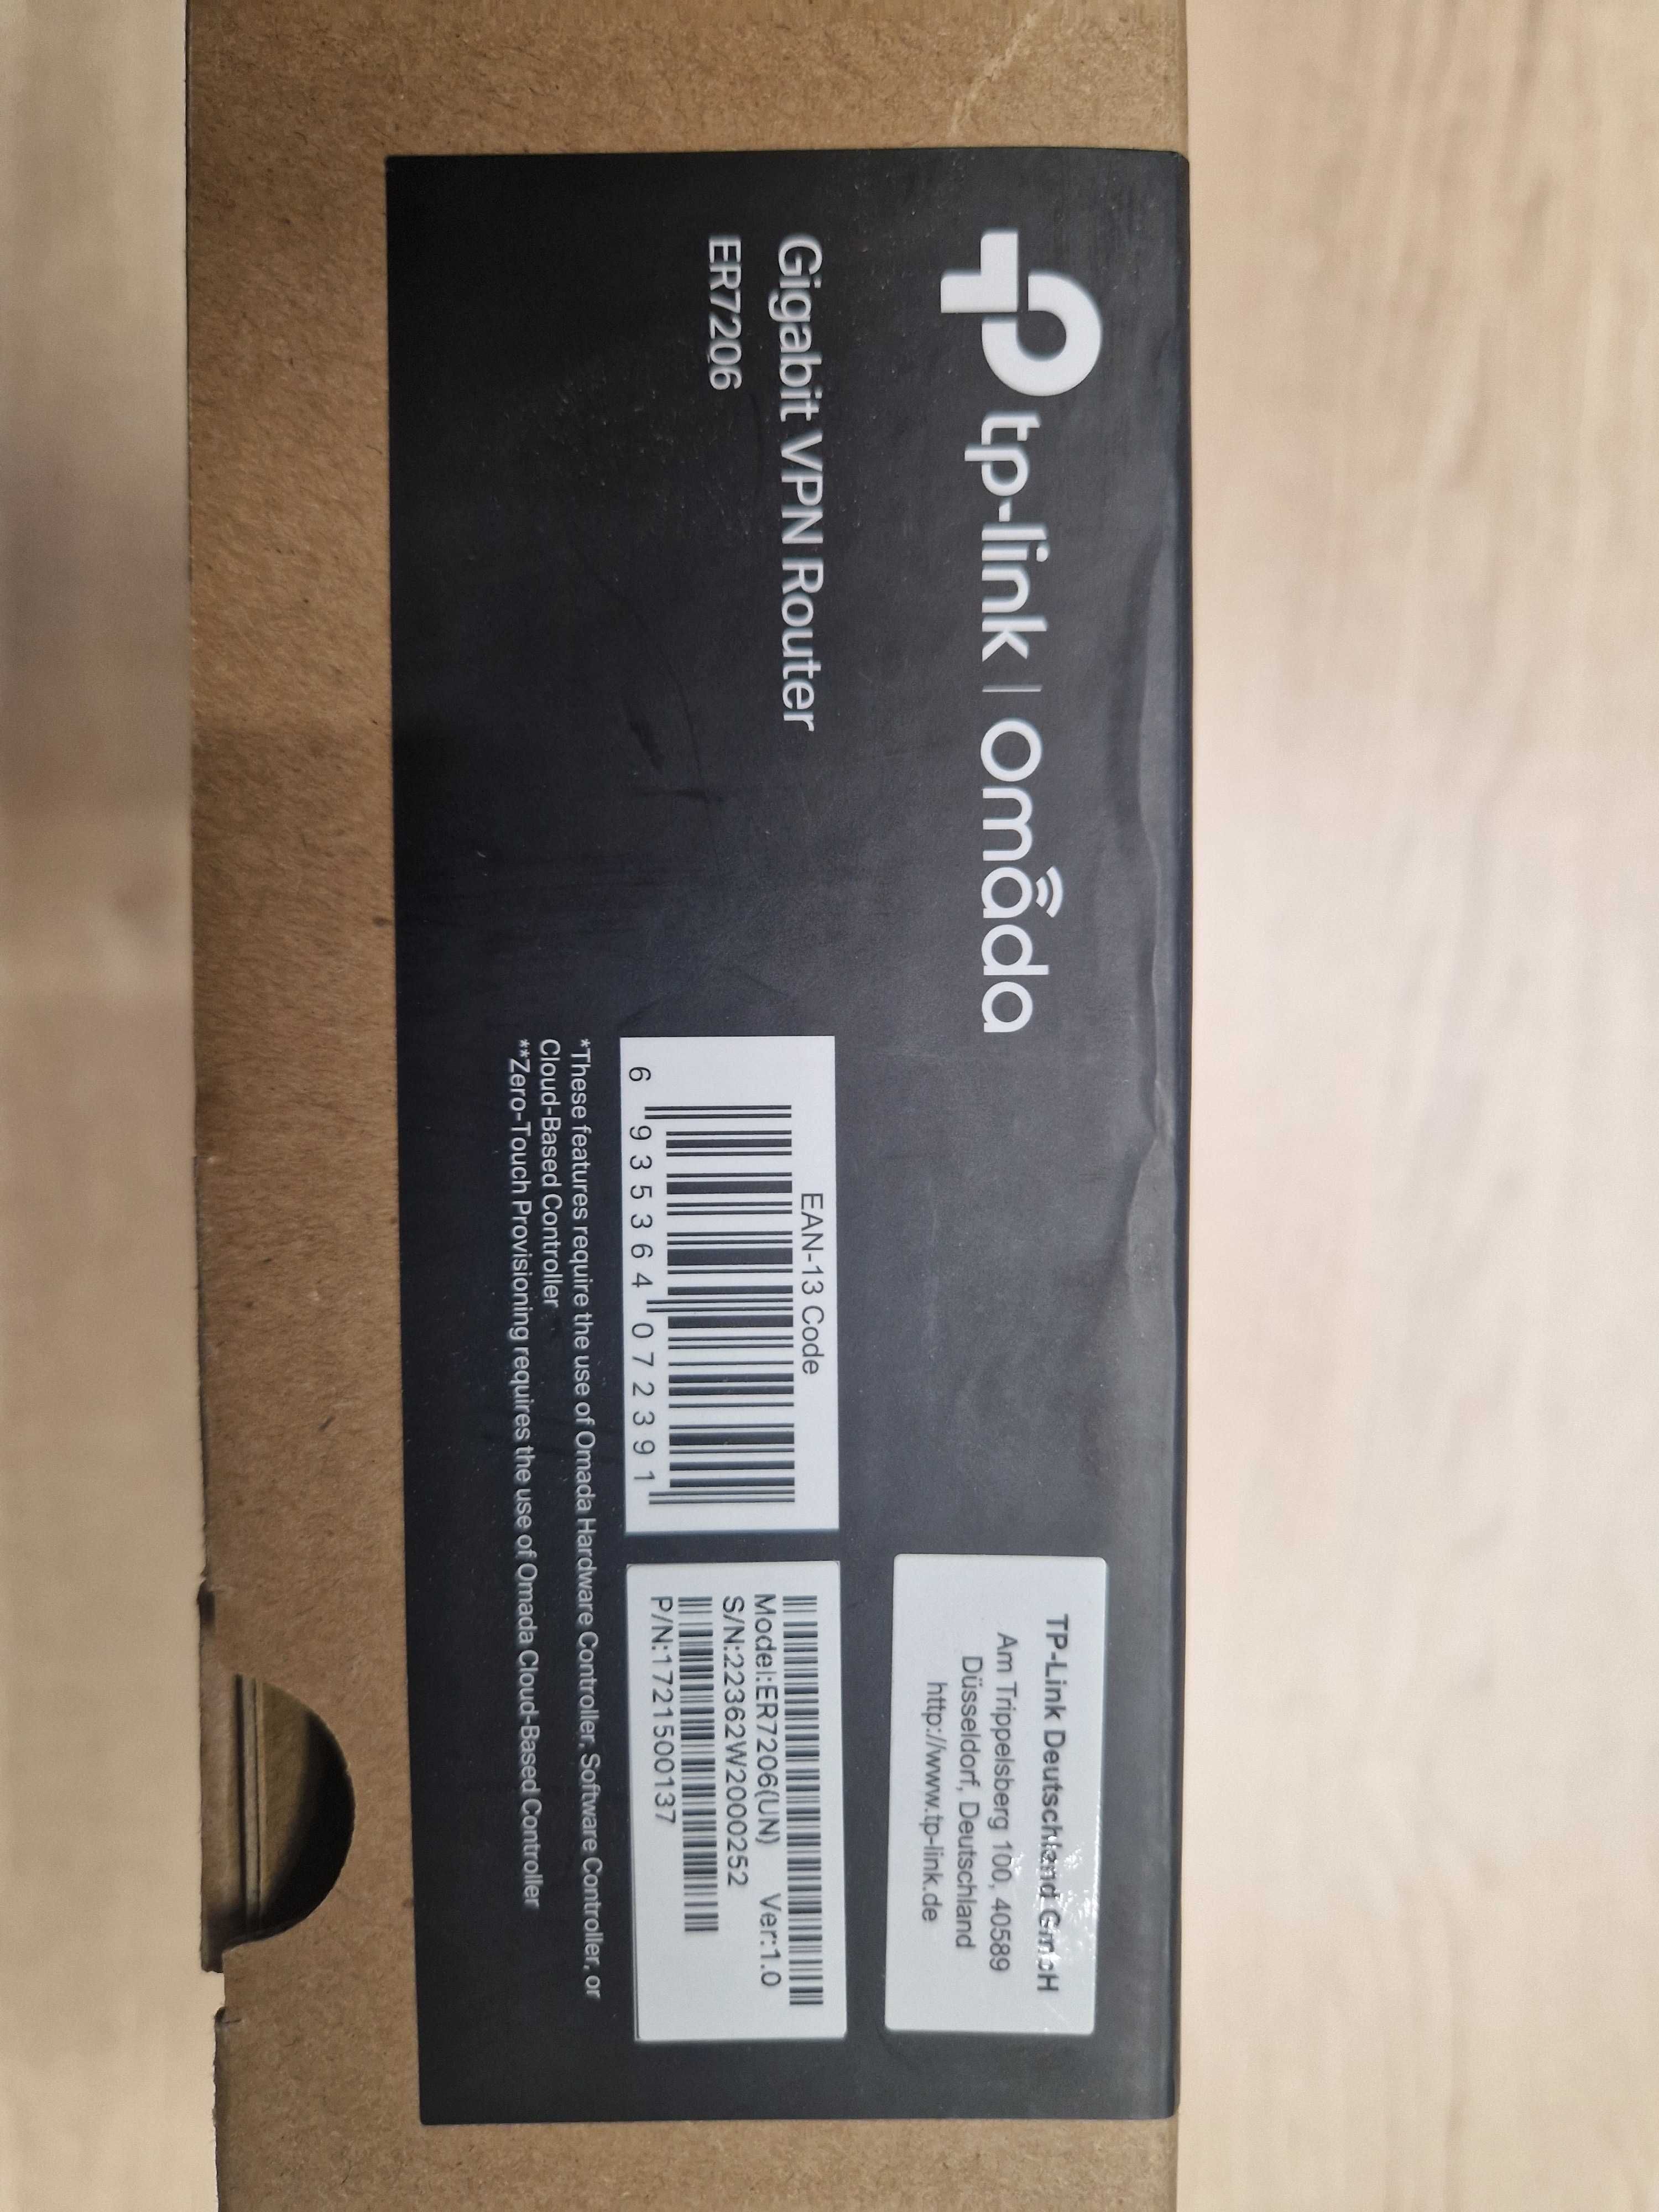 tp-link | omada
Gigabit VPN Router
ER7206
TP-Link Deutschland GmbH
Am Trippelsberg 100, 40589
Düsseldorf, Deutschland
http://www.tp-link.de
EAN-13 Code
6 935364 072391
Model:ER7206(UN) Ver:1.0
S/N:22362W2000252
P/N:1721500137
*These features require the use of Omada Hardware Controller, Software Controller, or
Cloud-Based Controller
**Zero-Touch Provisioning requires the use of Omada Cloud-Based Controller